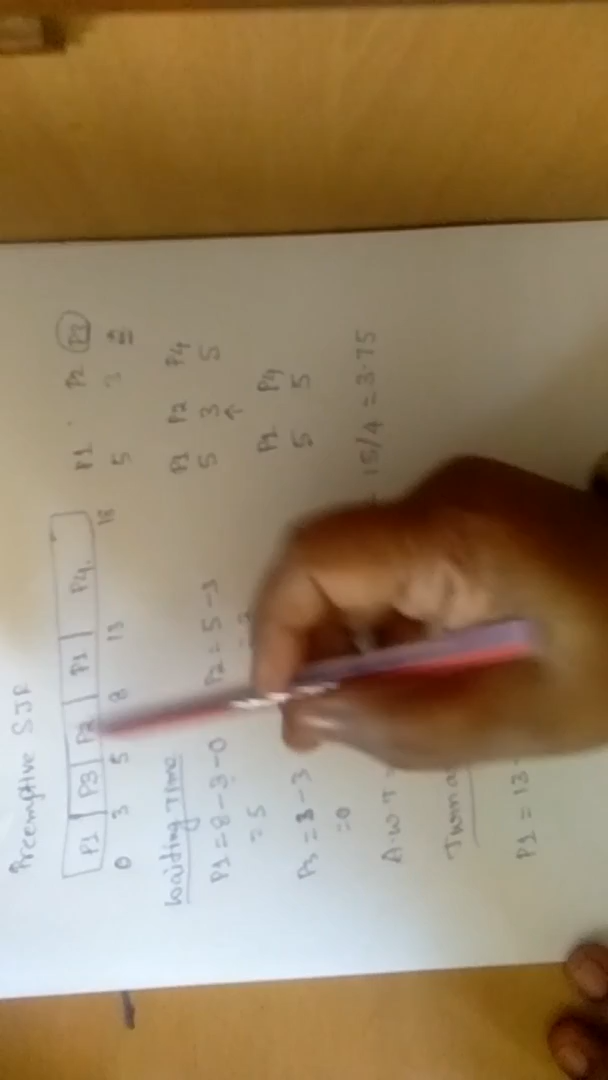 Preemptive SJF
P1 P3 P2 P1 P4
0 3 5 8 13 18
P1 P2 P3
5 3 2
P1 P2 P4
5 3 5
↑
P1 P4
5 5
Waiting Time
P1 = 8-3-0
= 5
P2 = 5-3
P3 = 3-3
= 0
A.W.T =
15/4 = 3.75
P1 = 13-